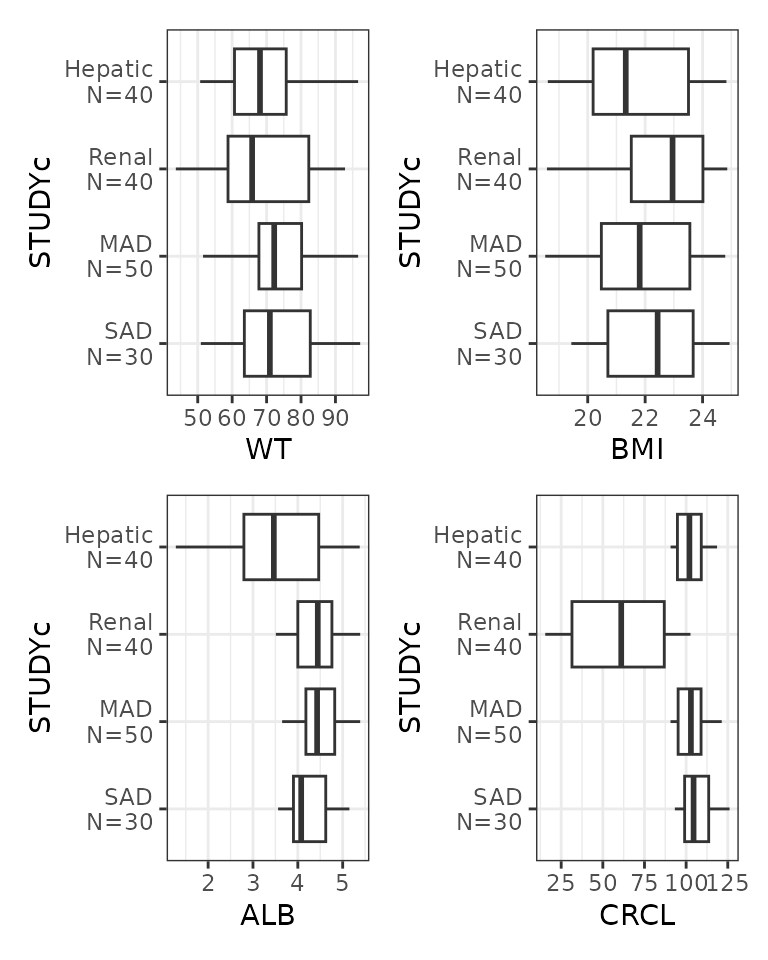 STUDYc
Hepatic
N=40
Renal
N=40
MAD
N=50
SAD
N=30
50 60 70 80 90
WT
STUDYc
Hepatic
N=40
Renal
N=40
MAD
N=50
SAD
N=30
20 22 24
BMI
STUDYc
Hepatic
N=40
Renal
N=40
MAD
N=50
SAD
N=30
2 3 4 5
ALB
STUDYc
Hepatic
N=40
Renal
N=40
MAD
N=50
SAD
N=30
25 50 75 100 125
CRCL